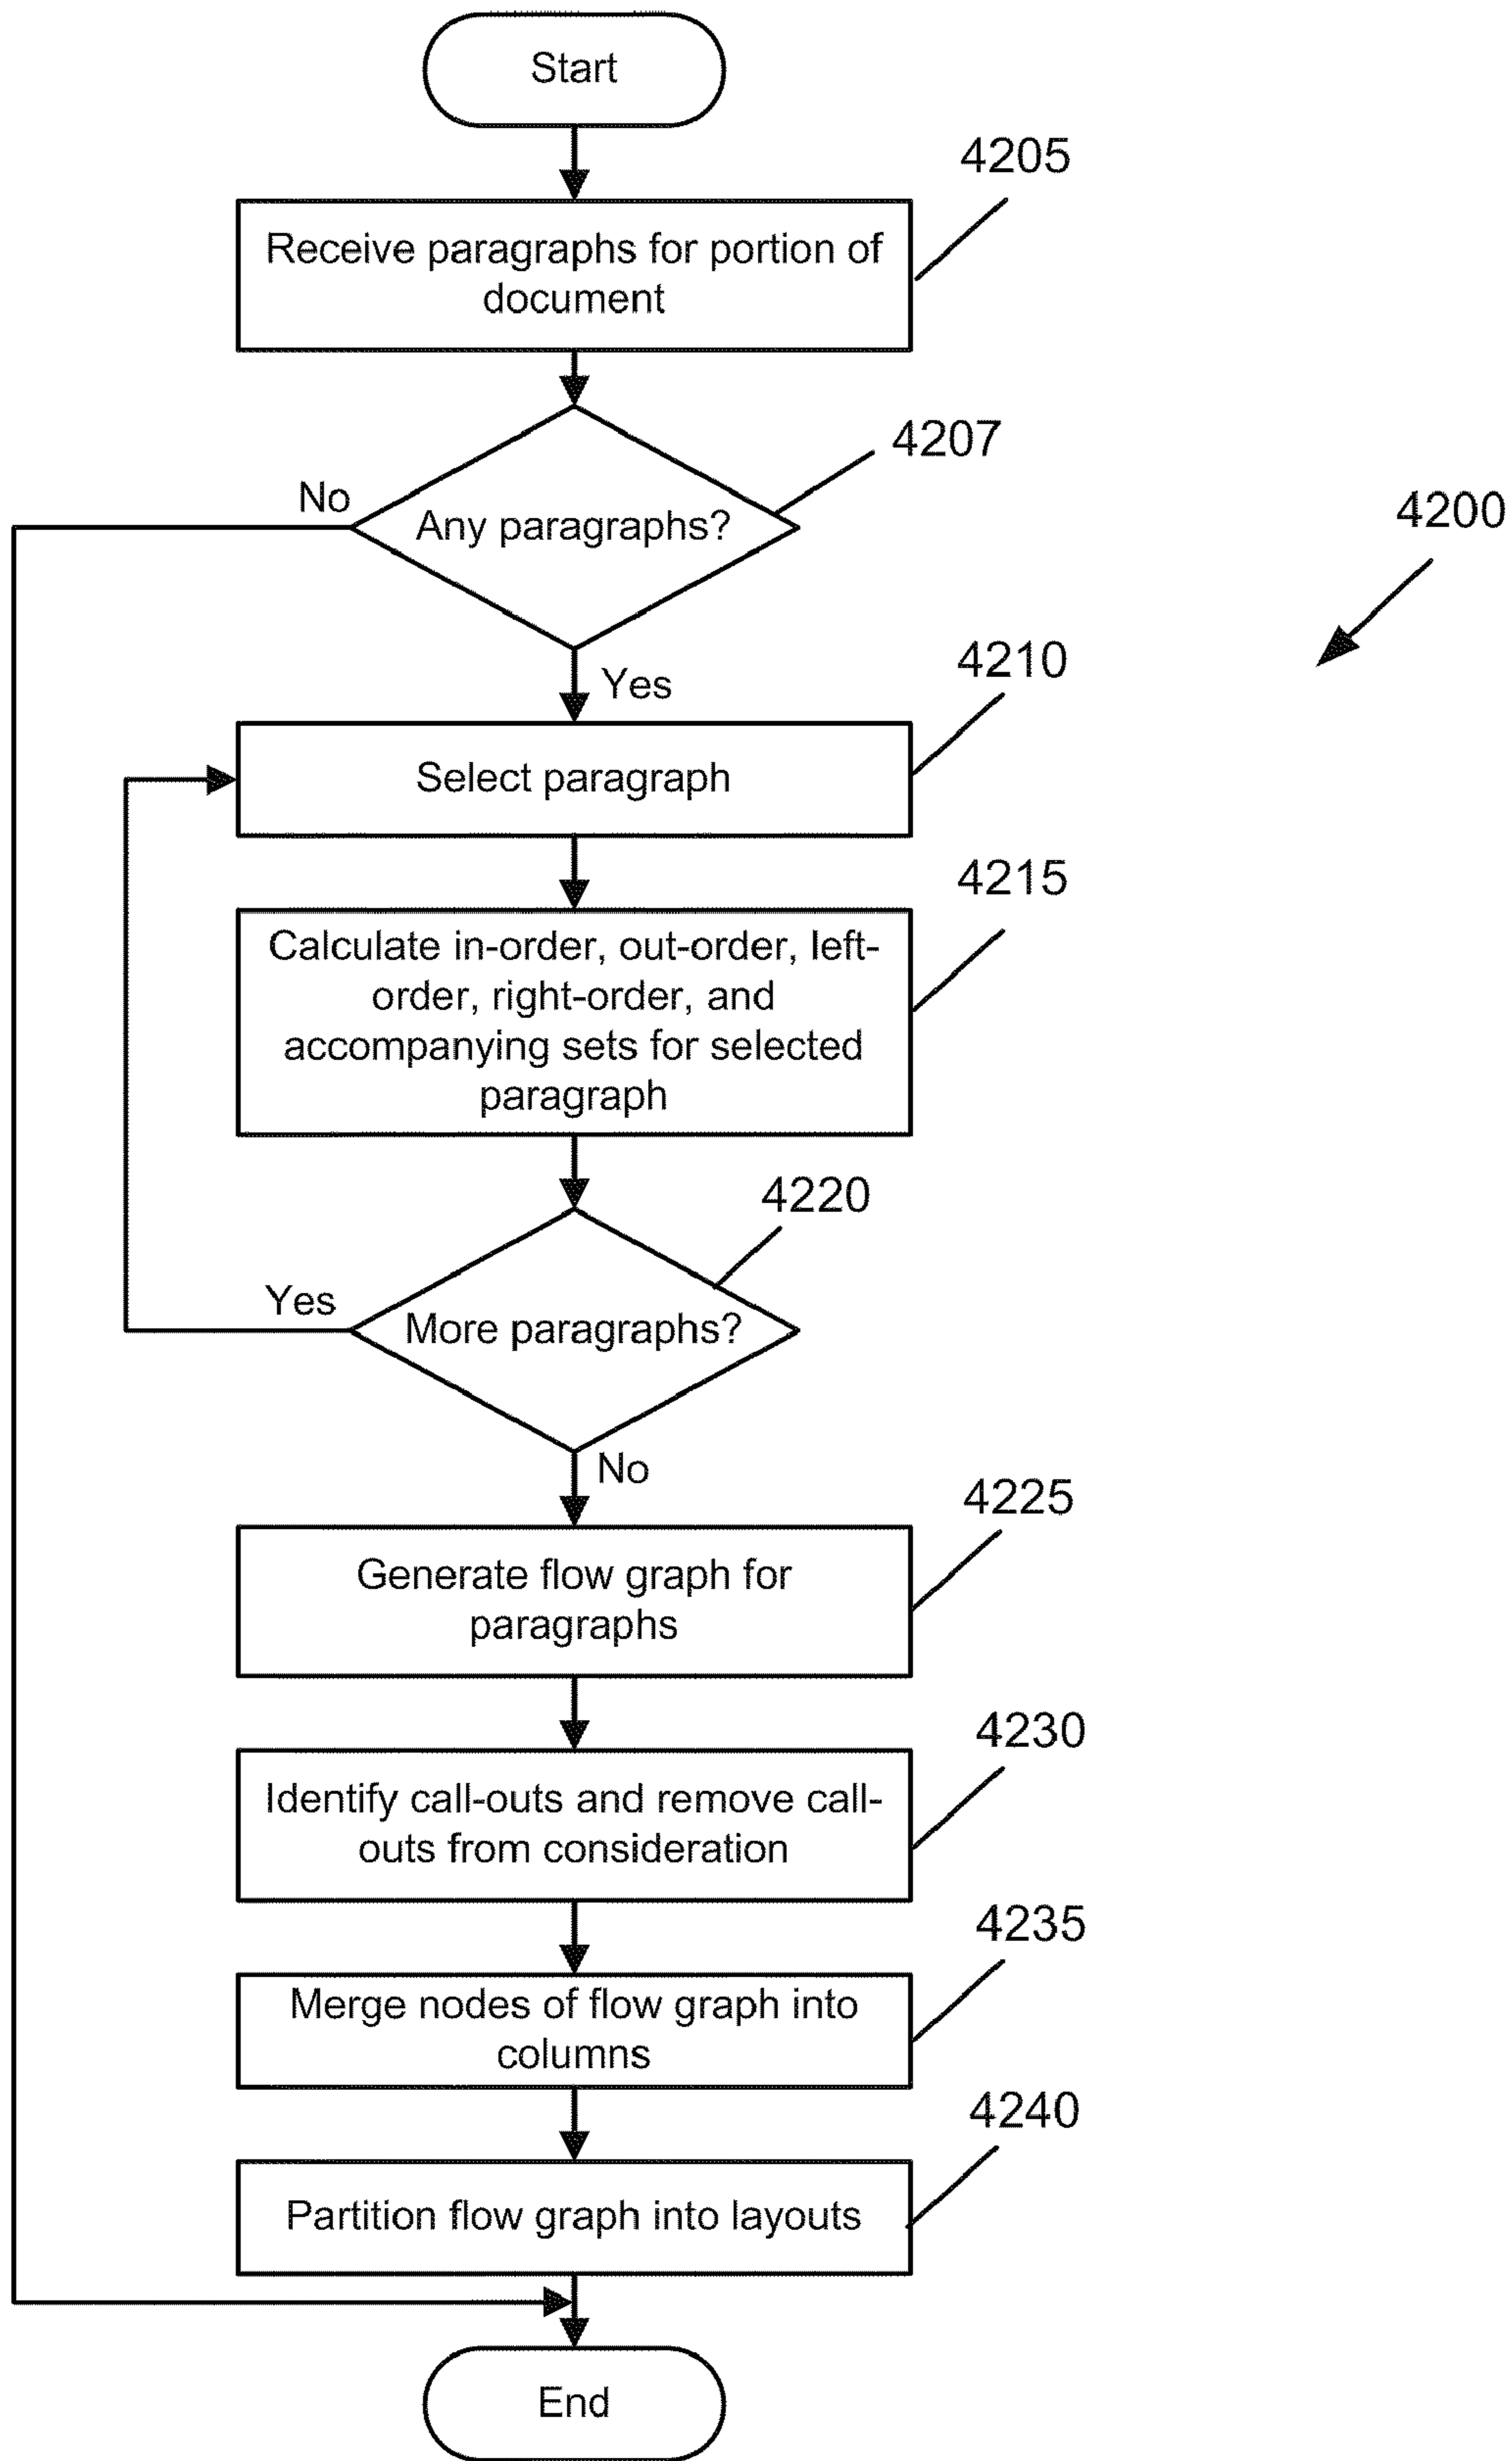 Start
4205
Receive paragraphs for portion of
document
4207
No
Any paragraphs?
4200
Yes
4210
Select paragraph
4215
Calculate in-order, out-order, left-
order, right-order, and
accompanying sets for selected
paragraph
4220
Yes
More paragraphs?
No
4225
Generate flow graph for
paragraphs
4230
Identify call-outs and remove call-
outs from consideration
4235
Merge nodes of flow graph into
columns
4240
Partition flow graph into layouts
End